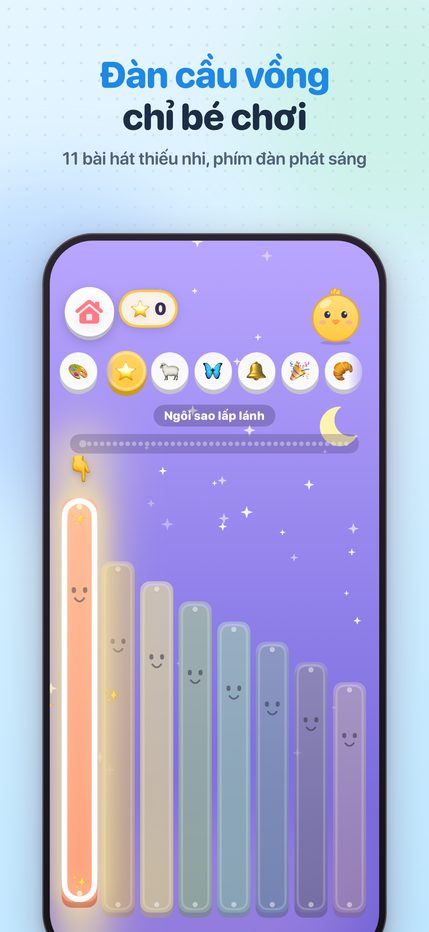 Đàn cầu vồng
chỉ bé chơi
11 bài hát thiếu nhi, phím đàn phát sáng
0
Ngôi sao lấp lánh